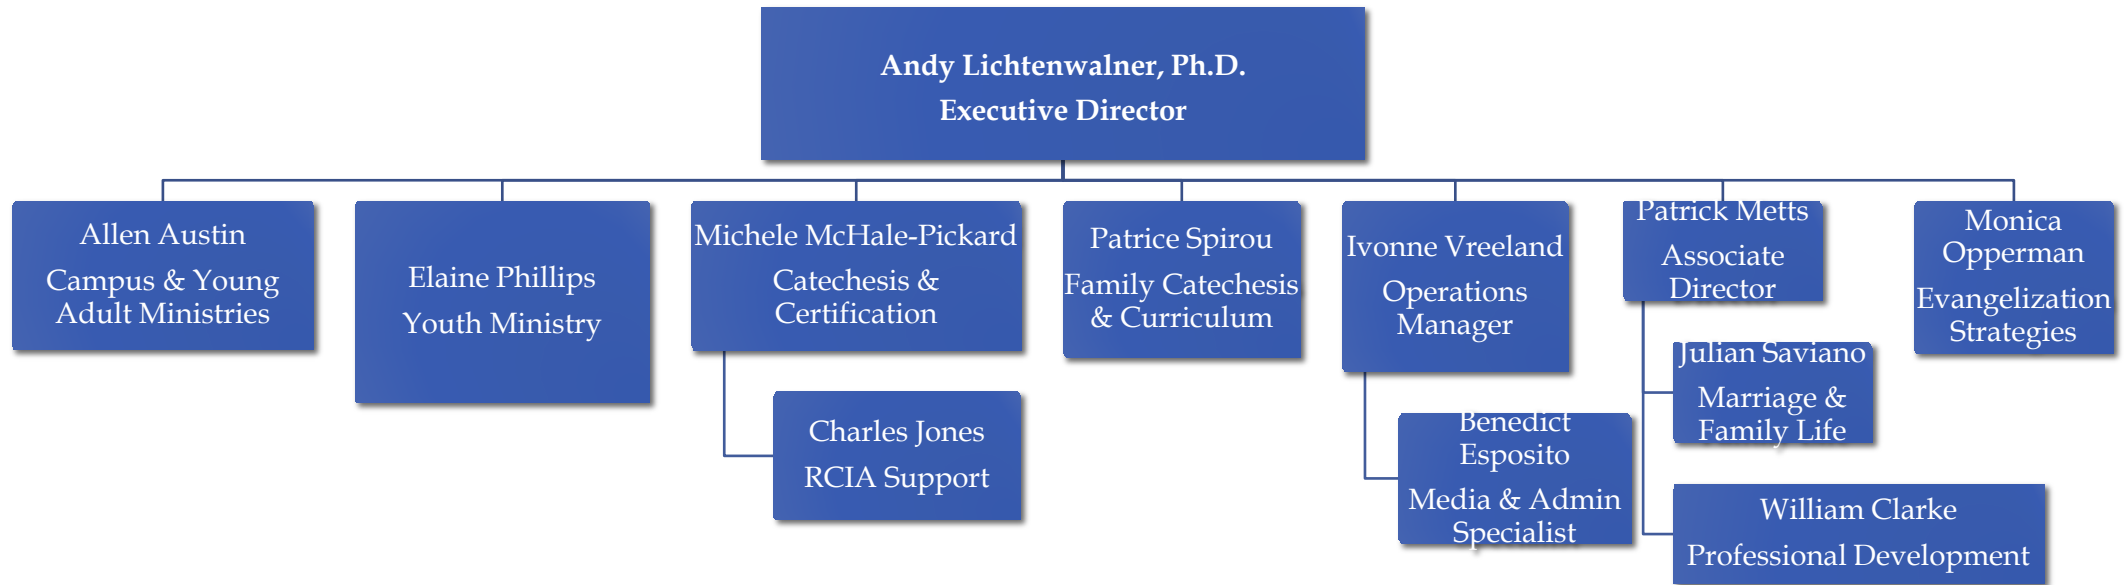 Andy Lichtenwalner, Ph.D.
Executive Director
Allen Austin
Campus & Young
Adult Ministries
Elaine Phillips
Youth Ministry
Michele McHale-Pickard
Catechesis &
Certification
Charles Jones
RCIA Support
Patrice Spirou
Family Catechesis
& Curriculum
Ivonne Vreeland
Operations
Manager
Benedict
Esposito
Media & Admin
Specialist
Patrick Metts
Associate
Director
Julian Saviano
Marriage &
Family Life
William Clarke
Professional Development
Monica
Opperman
Evangelization
Strategies